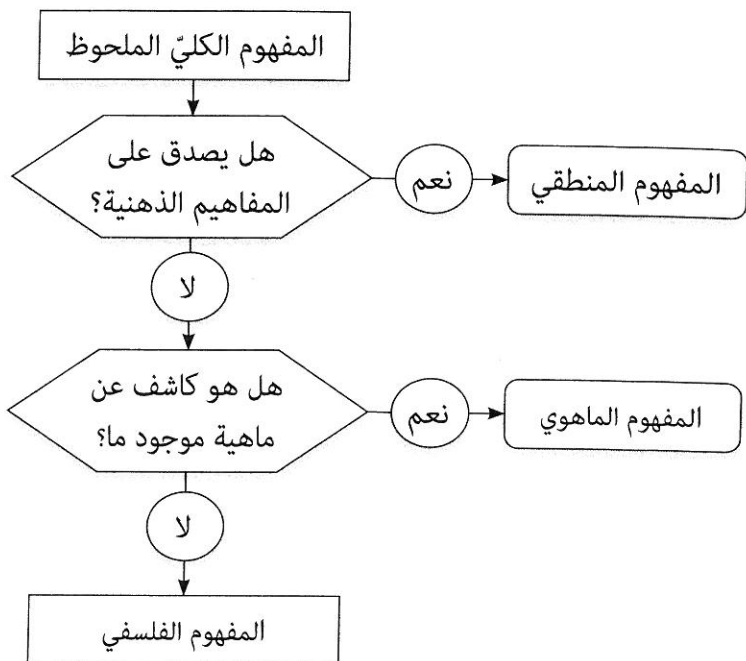 المفهوم الكليّ الملحوظ
هل يصدق على
المفاهيم الذهنية؟
نعم
المفهوم المنطقي
لا
هل هو كاشف عن
ماهية موجود ما؟
نعم
المفهوم الماهوي
لا
المفهوم الفلسفي